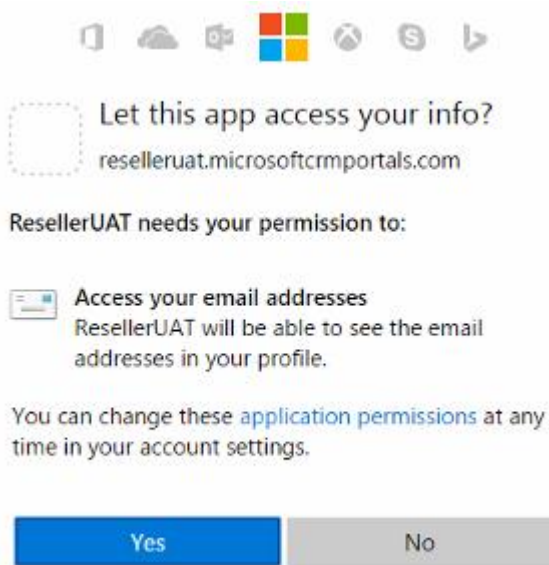 Let this app access your info?
reselleruat.microsoftcrmportals.com
ResellerUAT needs your permission to:
Access your email addresses
ResellerUAT will be able to see the email
addresses in your profile.
You can change these application permissions at any
time in your account settings.
Yes
No